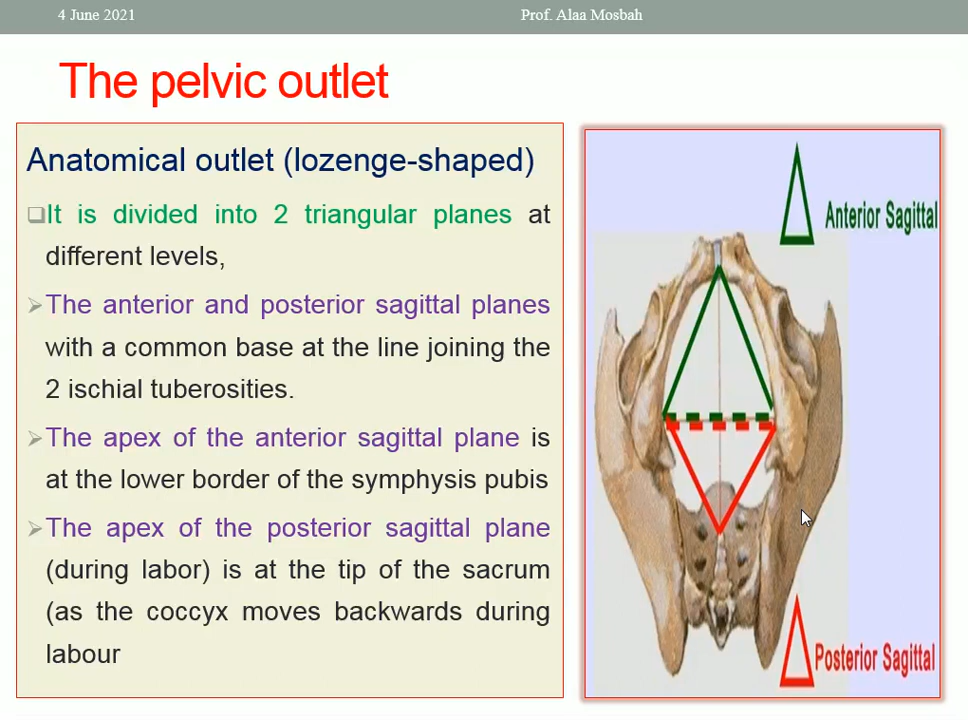 4 June 2021
Prof. Alaa Mosbah
The pelvic outlet
Anatomical outlet (lozenge-shaped)
It is divided into 2 triangular planes at
different levels,
The anterior and posterior sagittal planes
with a common base at the line joining the
2 ischial tuberosities.
The apex of the anterior sagittal plane is
at the lower border of the symphysis pubis
The apex of the posterior sagittal plane
(during labor) is at the tip of the sacrum
(as the coccyx moves backwards during
labour
Anterior Sagittal
Posterior Sagittal